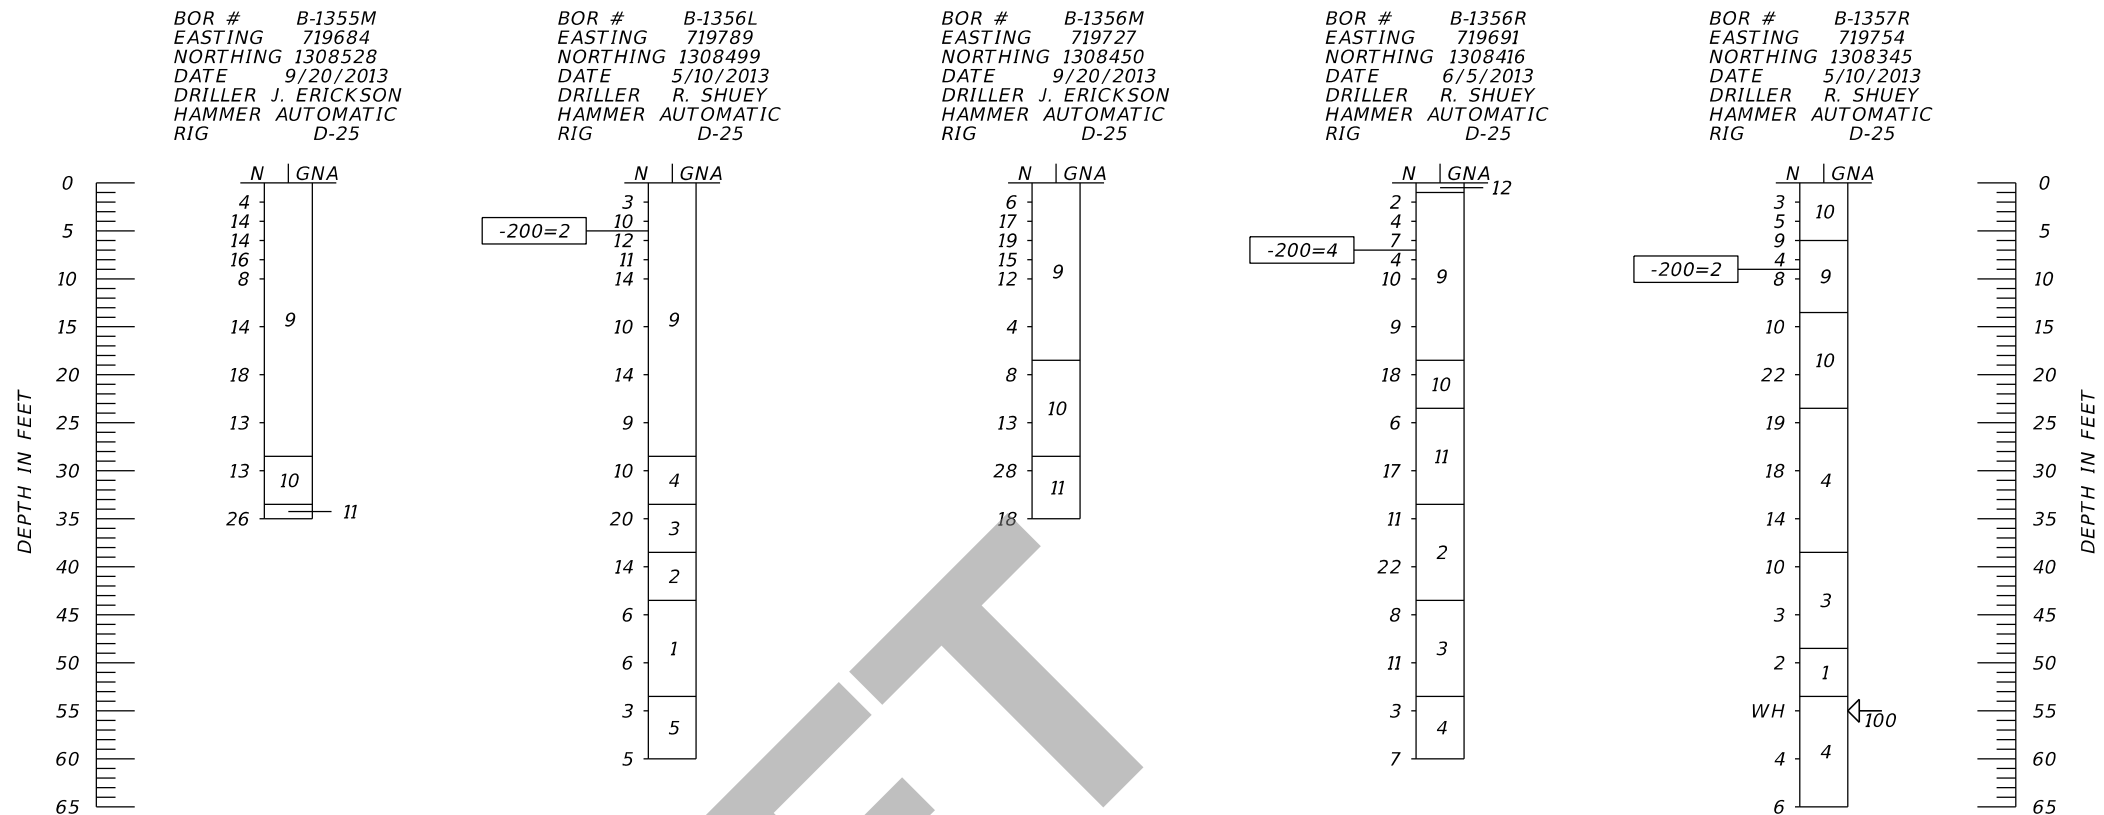 BOR # B-1355M
EASTING 719684
NORTHING 1308528
DATE 9/20/2013
DRILLER J. ERICKSON
HAMMER AUTOMATIC
RIG D-25
BOR # B-1356L
EASTING 719789
NORTHING 1308499
DATE 5/10/2013
DRILLER R. SHUEY
HAMMER AUTOMATIC
RIG D-25
BOR # B-1356M
EASTING 719727
NORTHING 1308450
DATE 9/20/2013
DRILLER J. ERICKSON
HAMMER AUTOMATIC
RIG D-25
BOR # B-1356R
EASTING 719691
NORTHING 1308416
DATE 6/5/2013
DRILLER R. SHUEY
HAMMER AUTOMATIC
RIG D-25
BOR # B-1357R
EASTING 719754
NORTHING 1308345
DATE 5/10/2013
DRILLER R. SHUEY
HAMMER AUTOMATIC
RIG D-25
DEPTH IN FEET
0
5
10
15
20
25
30
35
40
45
50
55
60
65
N GNA
4
14
14
16
8
14
18
13
13
26
9
10
11
N GNA
-200=2
3
10
12
11
14
10
14
9
10
20
14
6
6
3
5
9
4
3
2
1
5
N GNA
6
17
19
15
12
4
8
13
28
18
9
10
11
N GNA
12
-200=4
2
4
7
4
10
9
18
6
17
11
22
8
11
3
7
9
10
11
2
3
4
N GNA
-200=2
3
5
9
4
8
10
22
19
18
14
10
3
2
WH
4
6
10
9
10
4
3
1
4
100
0
5
10
15
20
25
30
35
40
45
50
55
60
65
DEPTH IN FEET